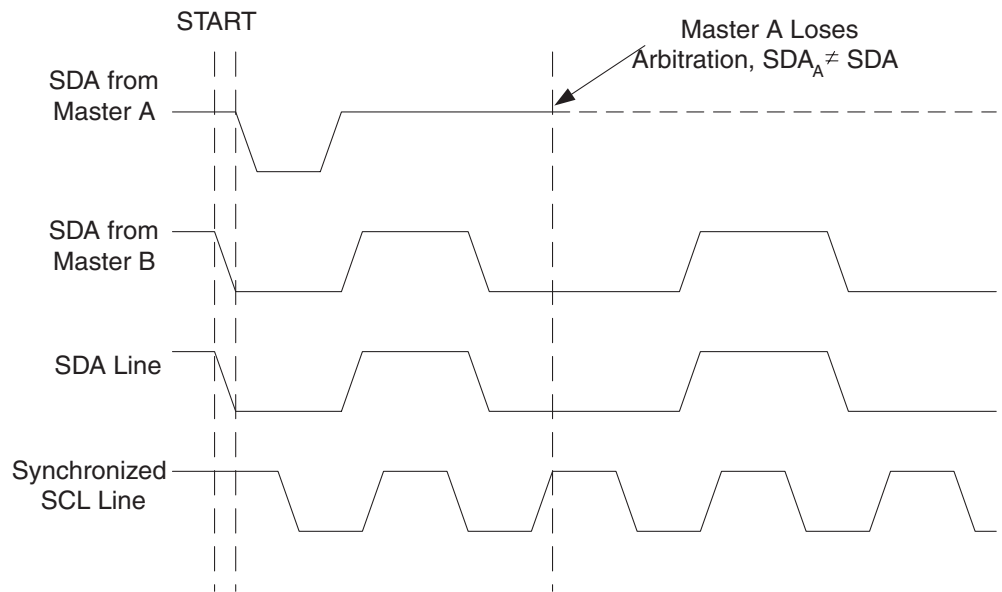 START
Master A Loses
Arbitration, SDA_A ≠ SDA
SDA from
Master A
SDA from
Master B
SDA Line
Synchronized
SCL Line